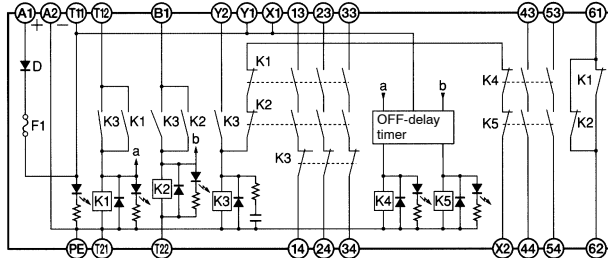 A1 A2 T11 T12 B1 Y2 Y1 X1 13 23 33 43 53 61
+ −
D
F1
K1
K4
K1
a b
K3 K1 K3 K2 K3 K2 OFF-delay timer K5 K2
a b
K3
K1 K2 K3 K4 K5
PE T21 T22 14 24 34 X2 44 54 62